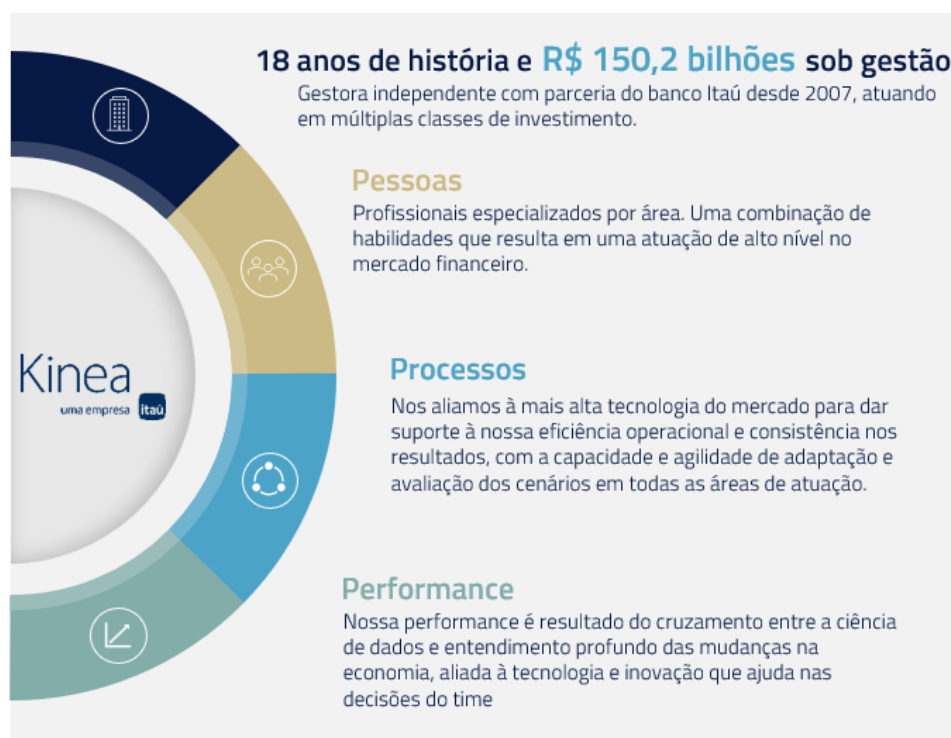 18 anos de história e R$ 150,2 bilhões sob gestão
Gestora independente com parceria do banco Itaú desde 2007, atuando
em múltiplas classes de investimento.
Pessoas
Profissionais especializados por área. Uma combinação de
habilidades que resulta em uma atuação de alto nível no
mercado financeiro.
Kinea
uma empresa itaú
Processos
Nos aliamos à mais alta tecnologia do mercado para dar
suporte à nossa eficiência operacional e consistência nos
resultados, com a capacidade e agilidade de adaptação e
avaliação dos cenários em todas as áreas de atuação.
Performance
Nossa performance é resultado do cruzamento entre a ciência
de dados e entendimento profundo das mudanças na
economia, aliada à tecnologia e inovação que ajuda nas
decisões do time